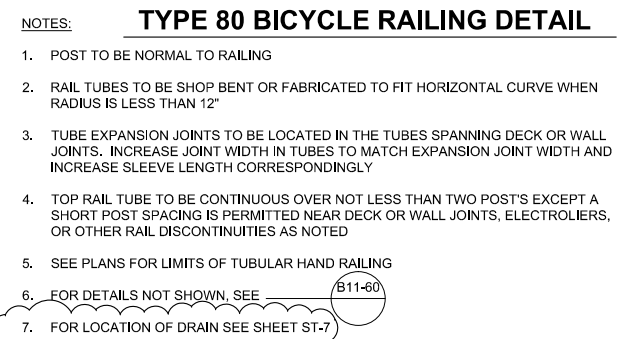 NOTES: TYPE 80 BICYCLE RAILING DETAIL
1. POST TO BE NORMAL TO RAILING
2. RAIL TUBES TO BE SHOP BENT OR FABRICATED TO FIT HORIZONTAL CURVE WHEN
RADIUS IS LESS THAN 12"
3. TUBE EXPANSION JOINTS TO BE LOCATED IN THE TUBES SPANNING DECK OR WALL
JOINTS. INCREASE JOINT WIDTH IN TUBES TO MATCH EXPANSION JOINT WIDTH AND
INCREASE SLEEVE LENGTH CORRESPONDINGLY
4. TOP RAIL TUBE TO BE CONTINUOUS OVER NOT LESS THAN TWO POST'S EXCEPT A
SHORT POST SPACING IS PERMITTED NEAR DECK OR WALL JOINTS, ELECTROLIERS,
OR OTHER RAIL DISCONTINUITIES AS NOTED
5. SEE PLANS FOR LIMITS OF TUBULAR HAND RAILING
6. FOR DETAILS NOT SHOWN, SEE B11-60
7. FOR LOCATION OF DRAIN SEE SHEET ST-7